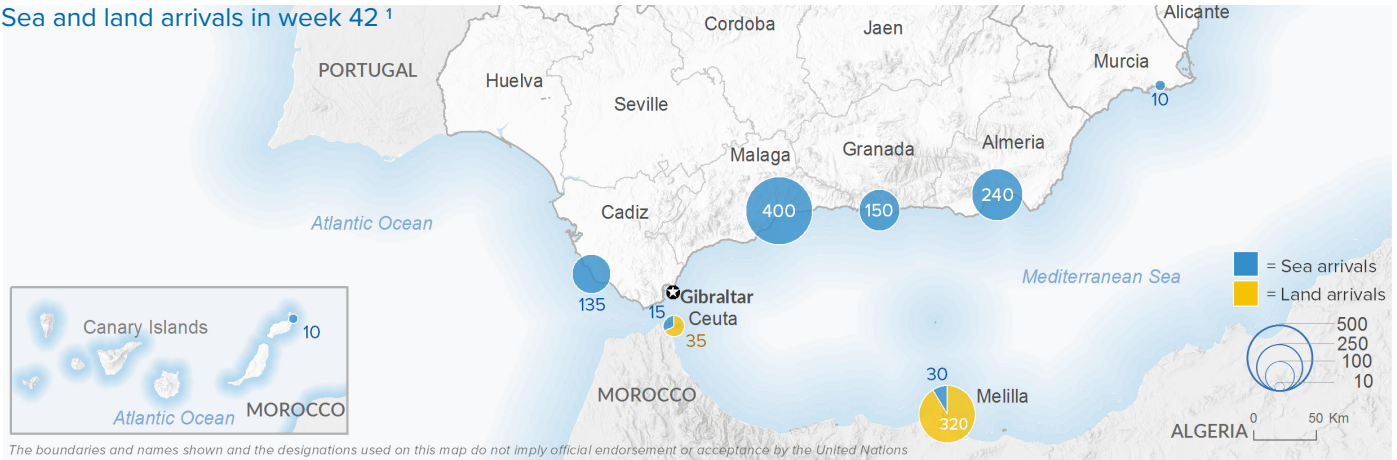 Sea and land arrivals in week 42 ¹
Alicante
Cordoba
Jaen
Murcia
PORTUGAL
Huelva
10
Seville
Almeria
Granada
Malaga
240
Cadiz
400
150
Atlantic Ocean
Mediterranean Sea
= Sea arrivals
= Land arrivals
135
Gibraltar
15
Ceuta
35
Canary Islands
10
500
250
100
10
30
Melilla
MOROCCO
320
Atlantic Ocean
MOROCCO
0 50 Km
ALGERIA
The boundaries and names shown and the designations used on this map do not imply official endorsement or acceptance by the United Nations